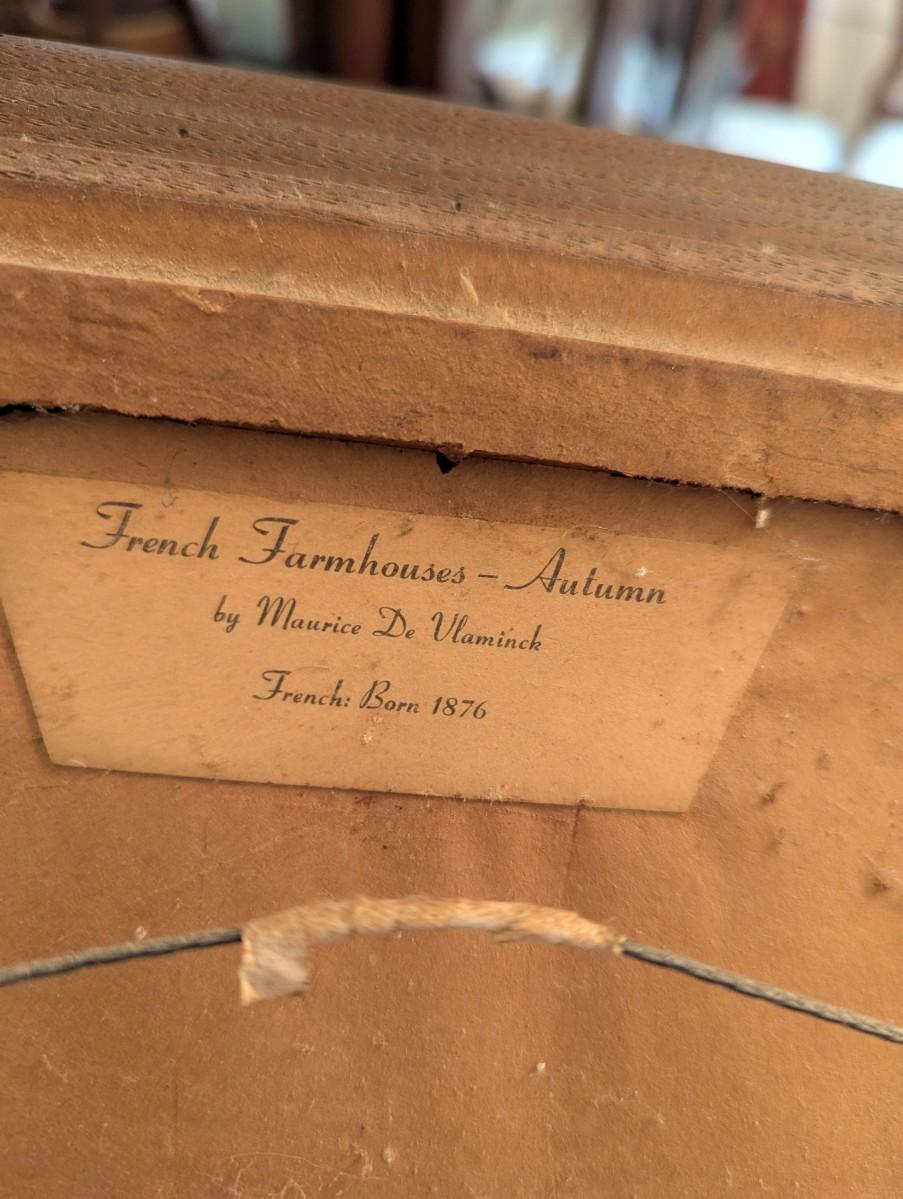 French Farmhouses – Autumn
by Maurice De Vlaminck
French: Born 1876